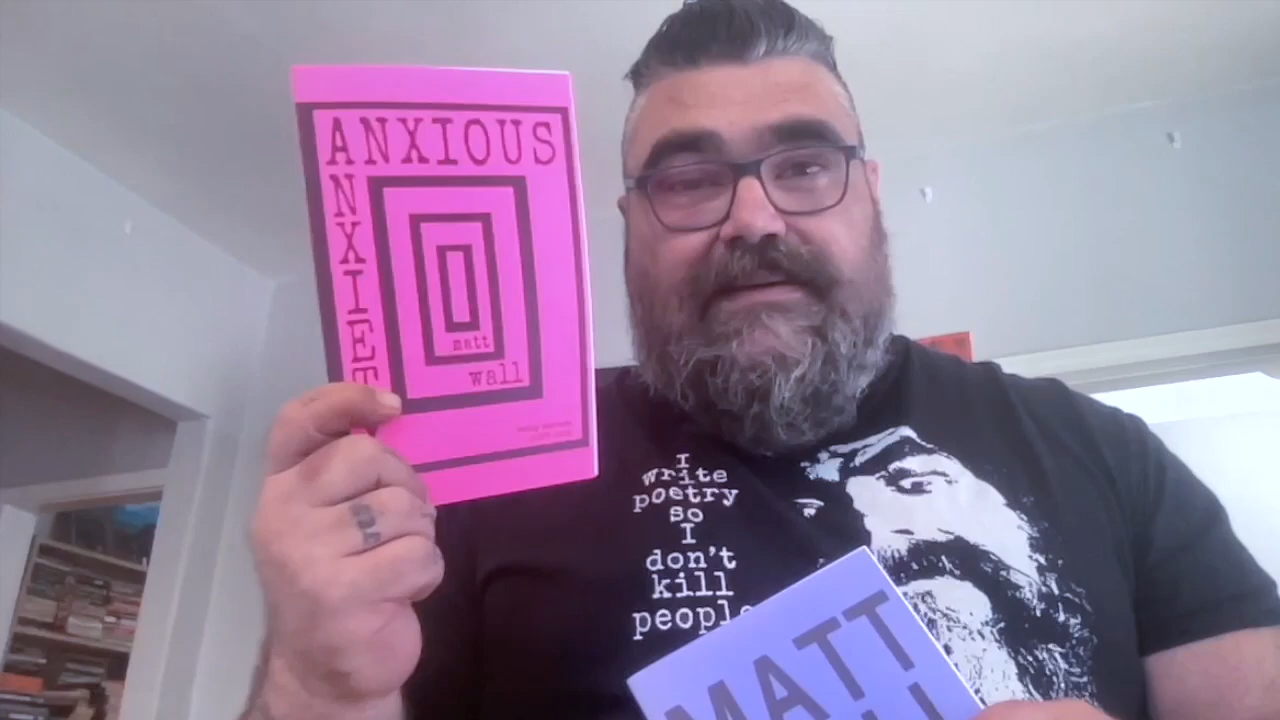 ANXIOUS
ANXIET
matt
wall
I
write
poetry
so
I
don't
kill
people
MATT